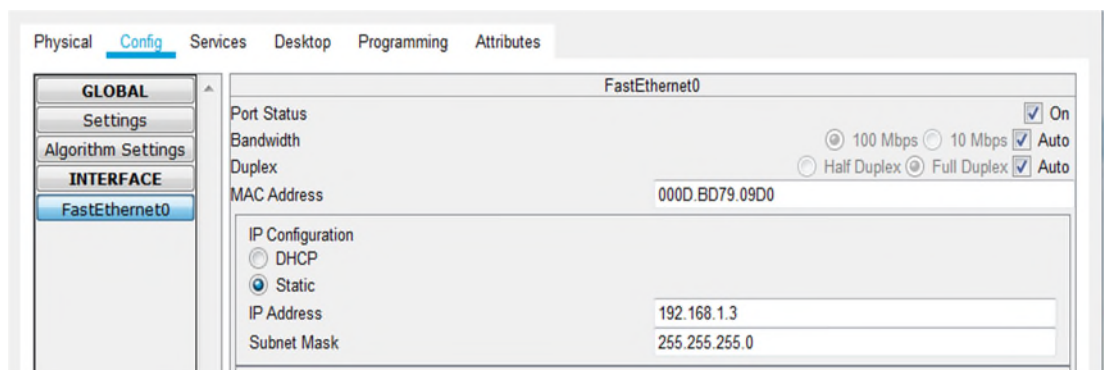 Physical Config Services Desktop Programming Attributes
GLOBAL
Settings
Algorithm Settings
INTERFACE
FastEthernet0
FastEthernet0
Port Status On
Bandwidth 100 Mbps 10 Mbps Auto
Duplex Half Duplex Full Duplex Auto
MAC Address 000D.BD79.09D0
IP Configuration
DHCP
Static
IP Address 192.168.1.3
Subnet Mask 255.255.255.0